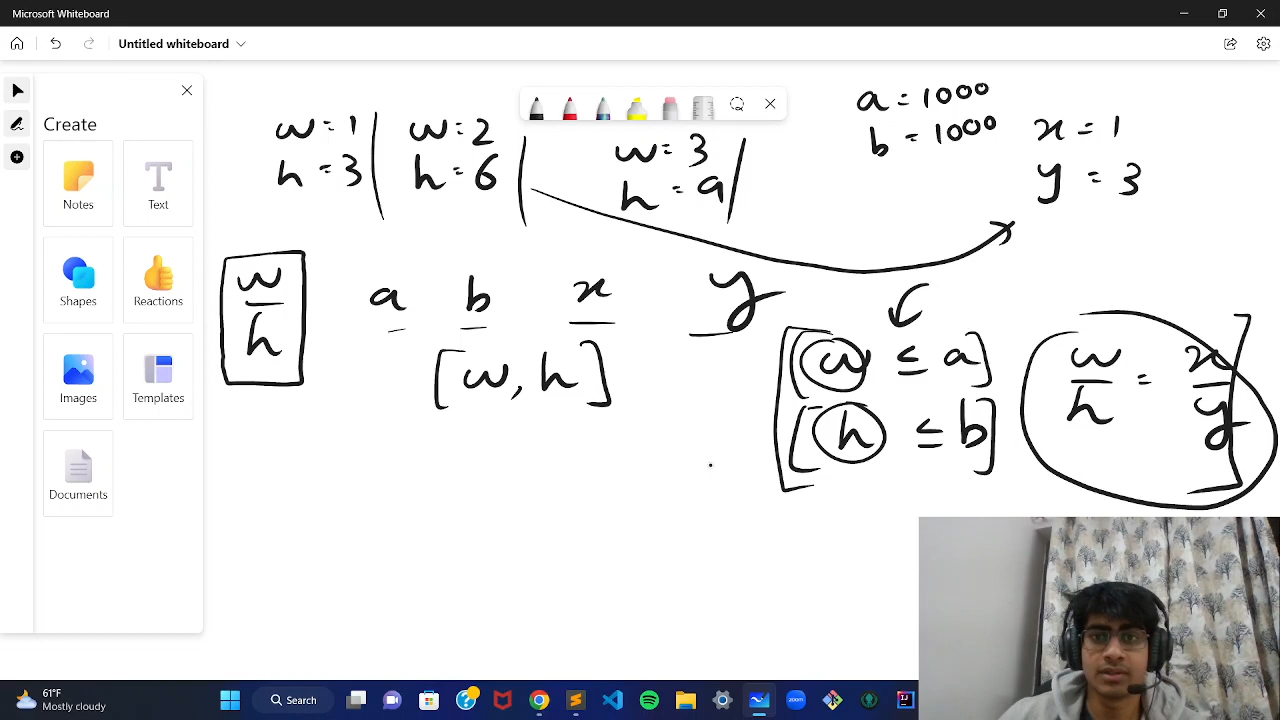 Microsoft Whiteboard
Untitled whiteboard
Create
Notes
Text
Shapes
Reactions
Images
Templates
Documents
w=1
h=3
w=2
h=6
w=3
h=9
a=1000
b=1000
x=1
y=3
w/h
a b x y
[w, h]
[w ≤ a]
[h ≤ b]
w/h = x/y
61°F
Mostly cloudy
Search
zoom